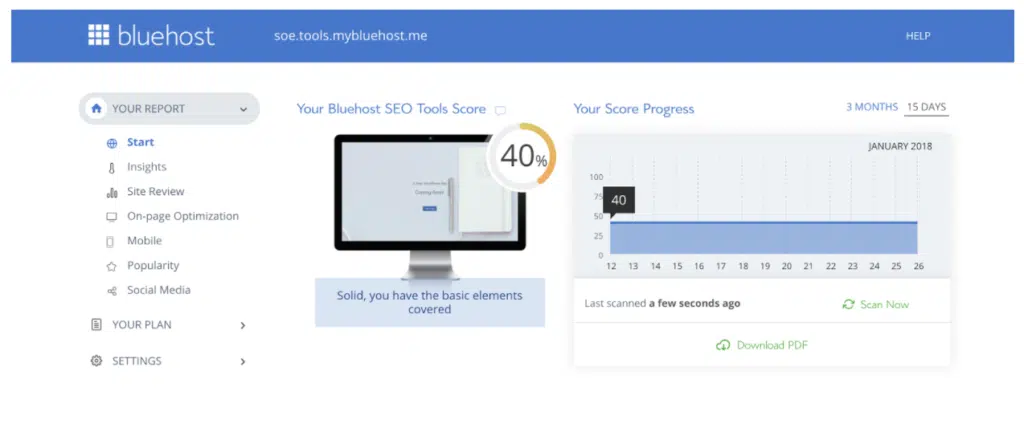 bluehost
soe.tools.mybluehost.me
HELP
YOUR REPORT
Start
Insights
Site Review
On-page Optimization
Mobile
Popularity
Social Media
YOUR PLAN
SETTINGS
Your Bluehost SEO Tools Score
40%
Coming Soon!
Solid, you have the basic elements
covered
Your Score Progress
3 MONTHS 15 DAYS
JANUARY 2018
100
75
50
25
0
40
12 13 14 15 16 17 18 19 20 21 22 23 24 25 26
Last scanned a few seconds ago
Scan Now
Download PDF